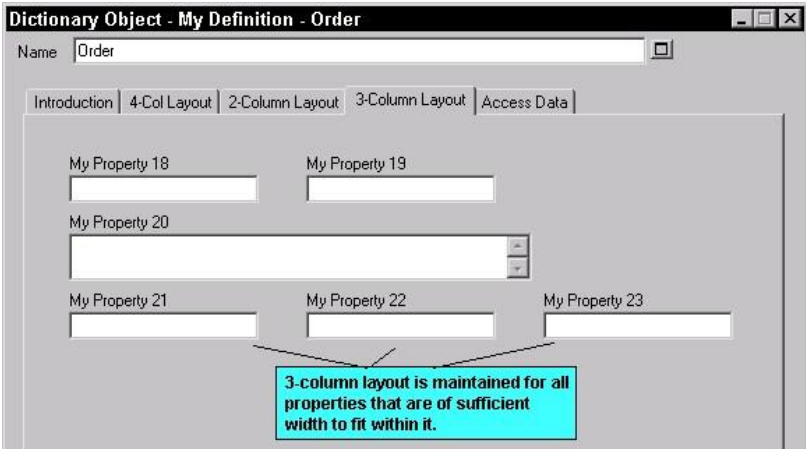 Dictionary Object - My Definition - Order
Name Order
Introduction 4-Col Layout 2-Column Layout 3-Column Layout Access Data
My Property 18 My Property 19
My Property 20
My Property 21 My Property 22 My Property 23
3-column layout is maintained for all
properties that are of sufficient
width to fit within it.